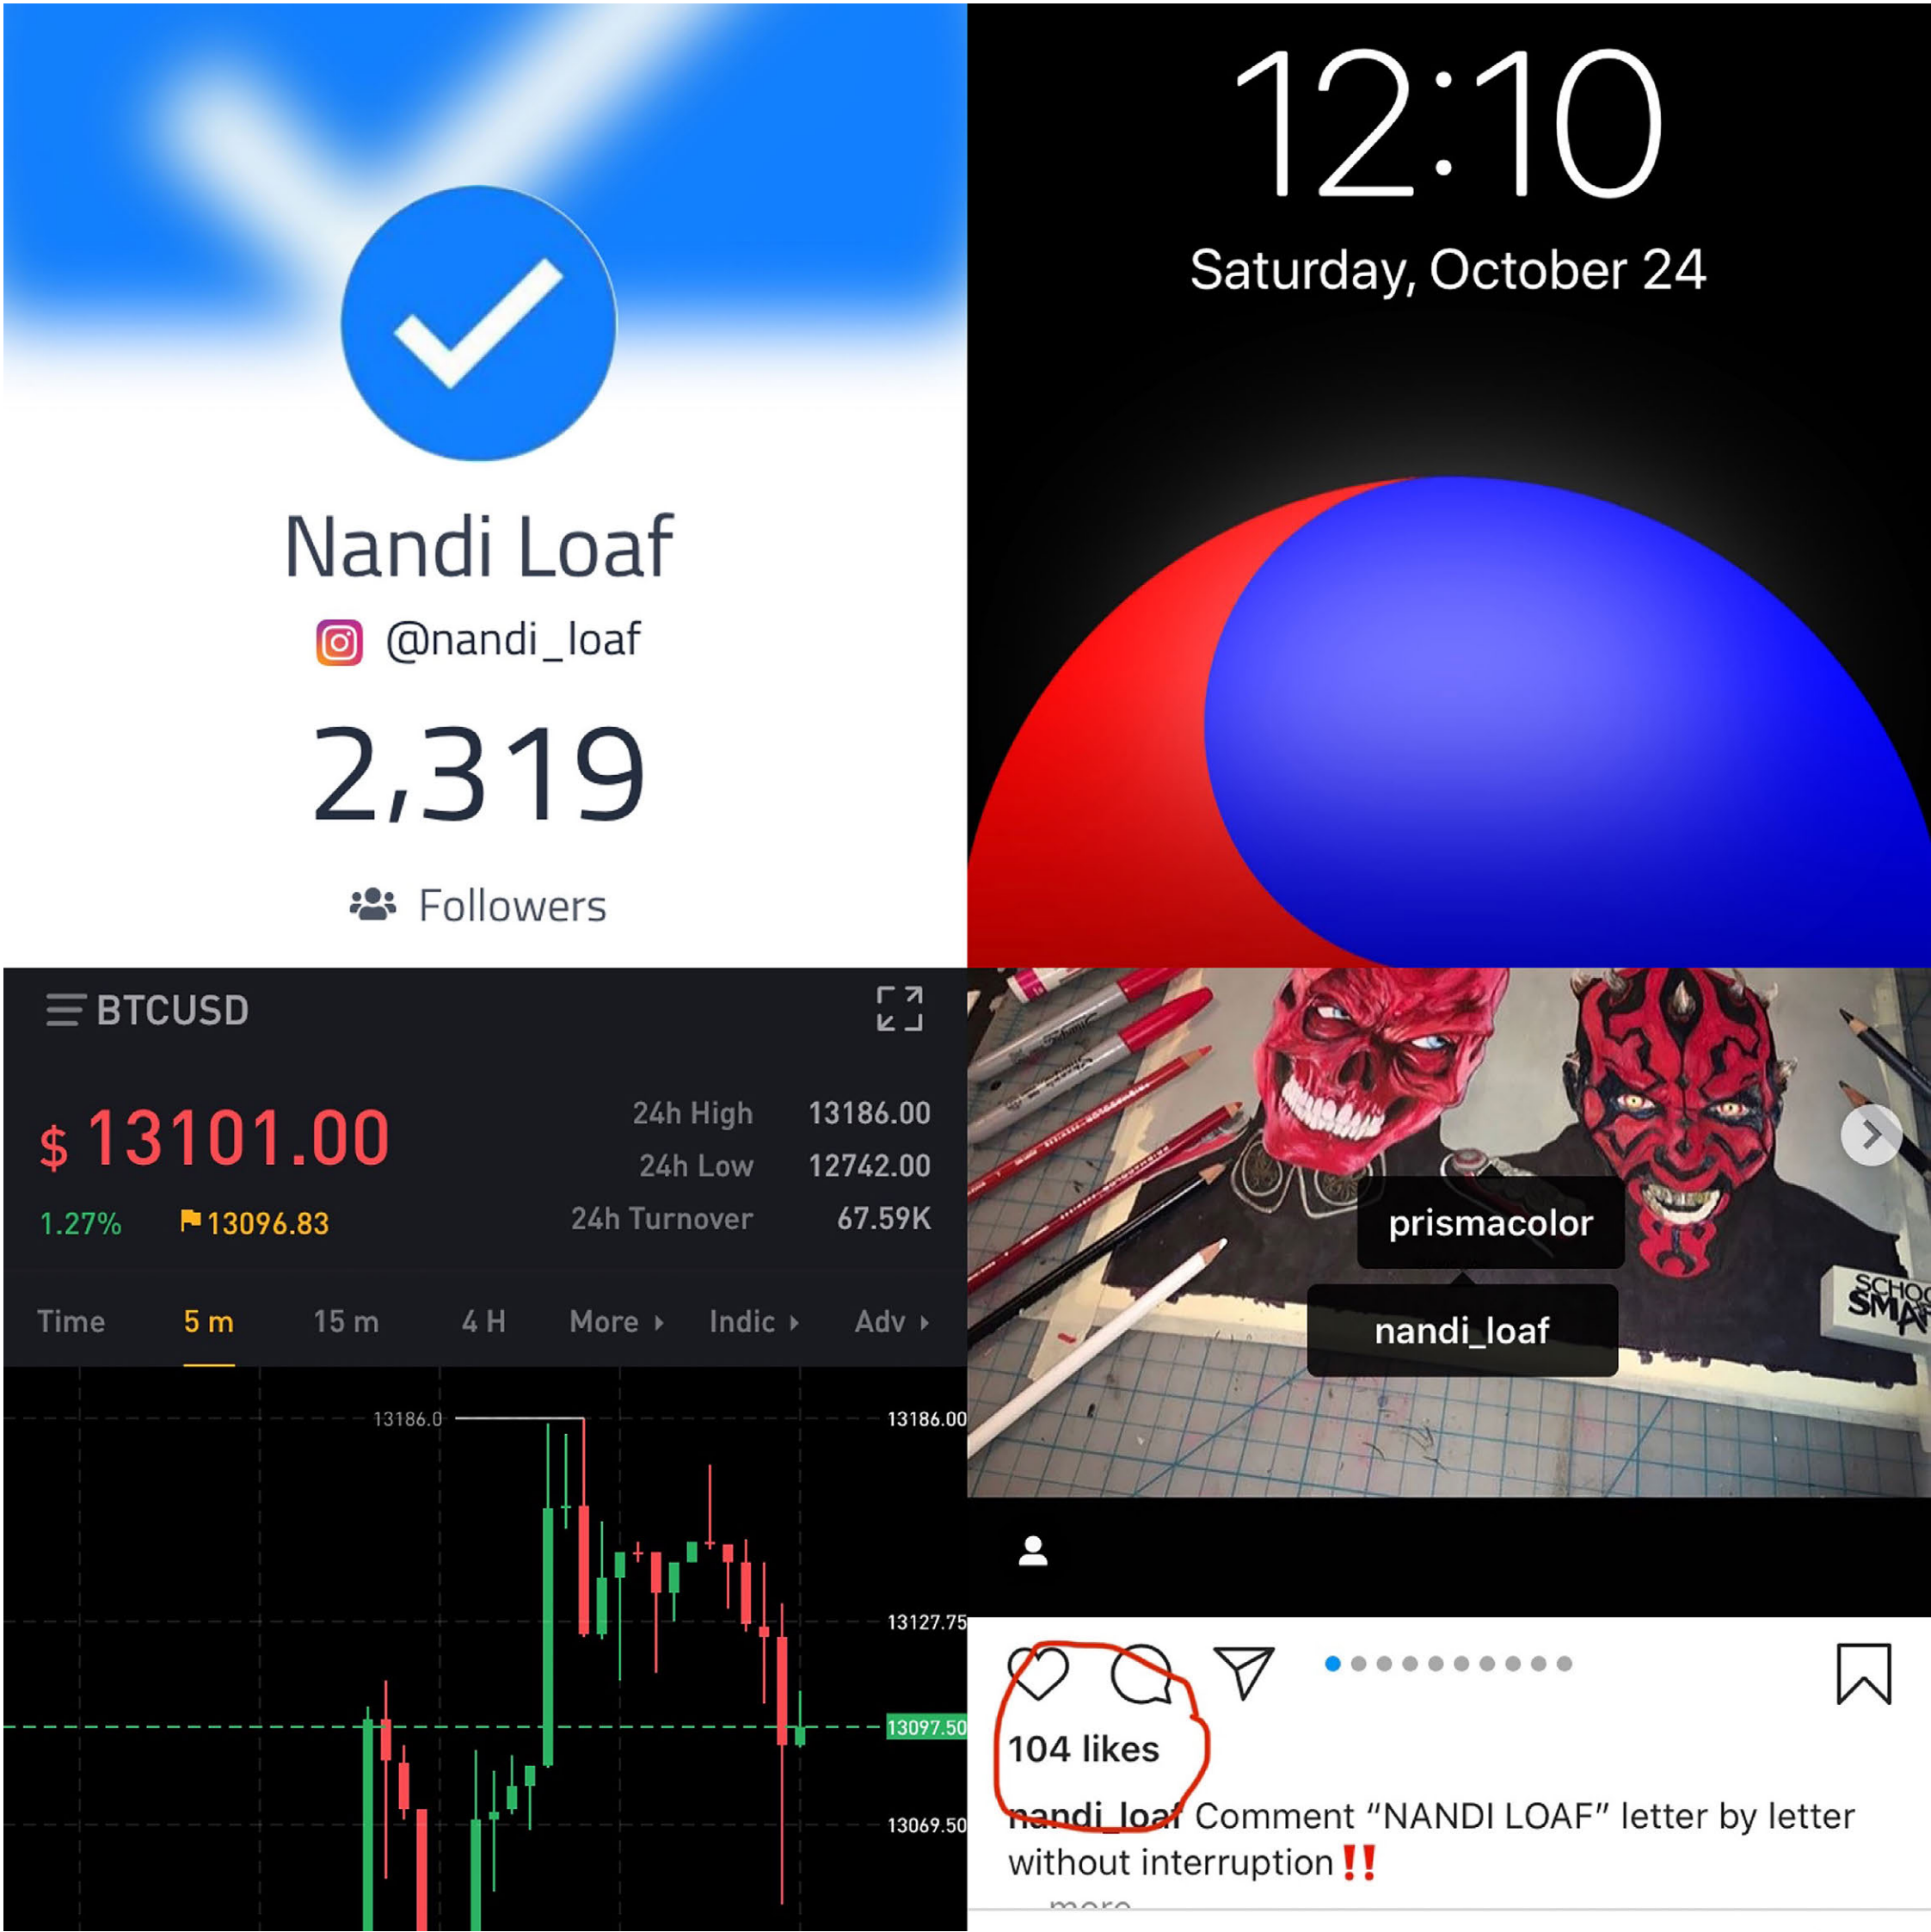 Nandi Loaf
@nandi_loaf
2,319
Followers
12:10
Saturday, October 24
BTCUSD
$ 13101.00
24h High 13186.00
24h Low 12742.00
1.27% 13096.83
24h Turnover 67.59K
Time 5 m 15 m 4 H More Indic Adv
13186.0
13186.00
13127.75
13097.50
13069.50
prismacolor
nandi_loaf
104 likes
nandi_loaf Comment “NANDI LOAF” letter by letter
without interruption‼️
more